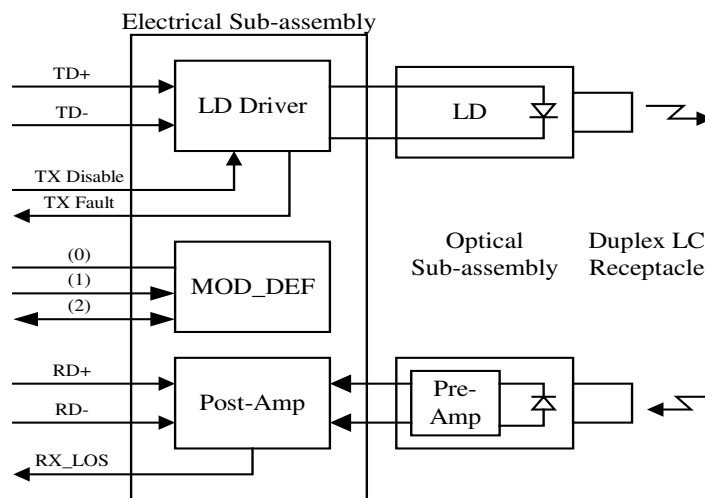 Electrical Sub-assembly
TD+
TD-
LD Driver
LD
TX Disable
TX Fault
(0)
(1)
(2)
MOD_DEF
Optical
Sub-assembly
Duplex LC
Receptacle
RD+
RD-
Post-Amp
Pre-
Amp
RX_LOS